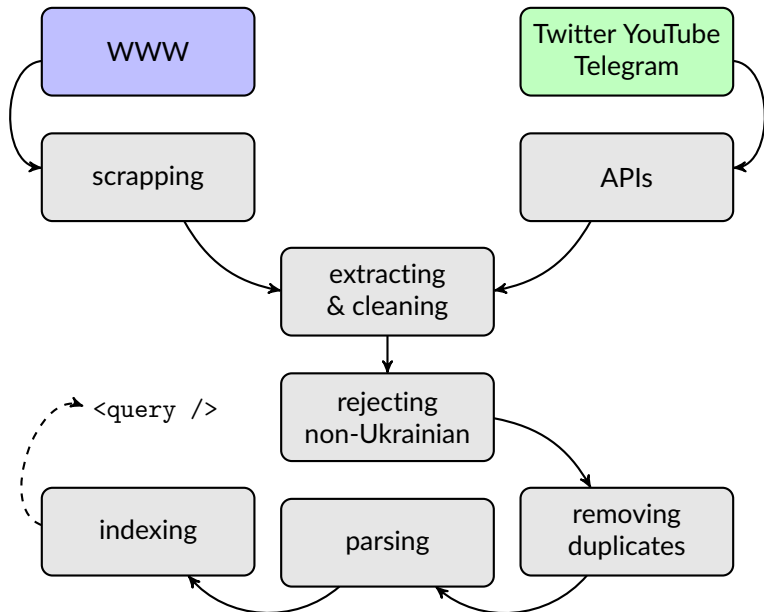 WWW
Twitter YouTube
Telegram
scrapping
APIs
extracting
& cleaning
rejecting
non-Ukrainian
<query />
indexing
parsing
removing
duplicates